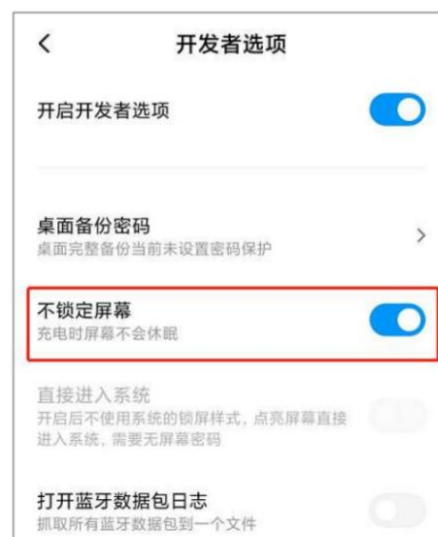 开发者选项
开启开发者选项
桌面备份密码
桌面完整备份当前未设置密码保护
不锁定屏幕
充电时屏幕不会休眠
直接进入系统
开启后不使用系统的锁屏样式，点亮屏幕直接
进入系统，需要无屏幕密码
打开蓝牙数据包日志
抓取所有蓝牙数据包到一个文件